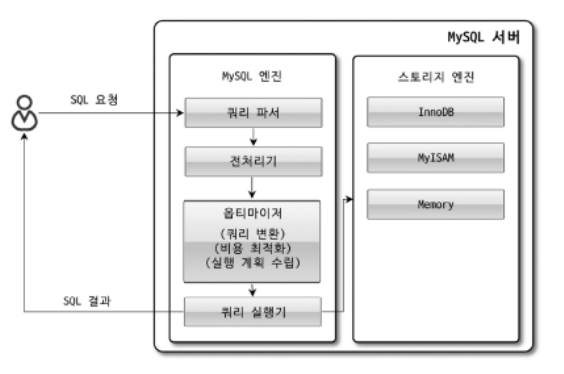 MySQL 서버
MySQL 엔진
스토리지 엔진
SQL 요청
쿼리 파서
InnoDB
전처리기
MyISAM
옵티마이저
(쿼리 변환)
(비용 최적화)
(실행 계획 수립)
Memory
SQL 결과
쿼리 실행기